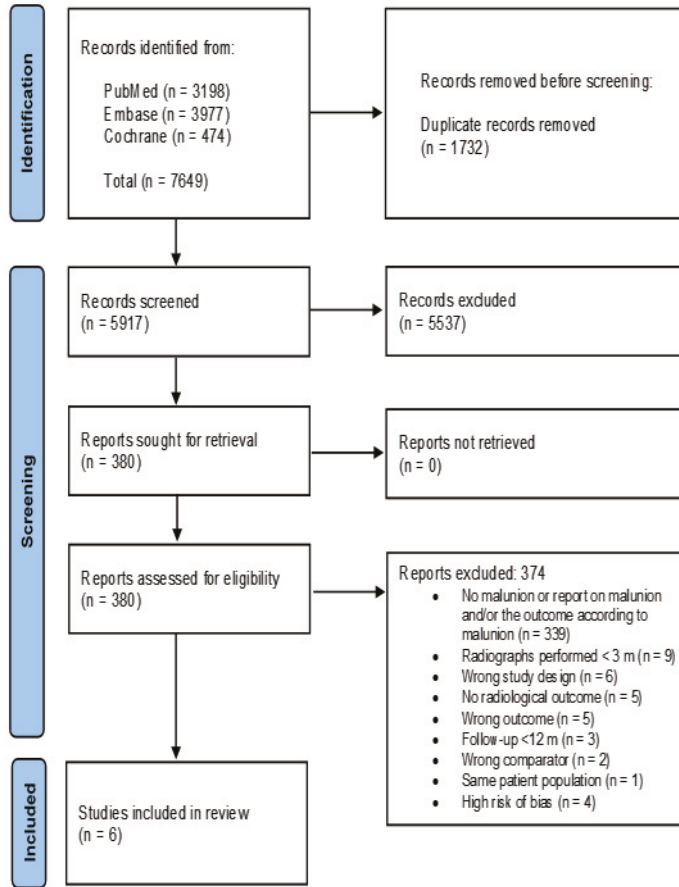 Identification
Records identified from:
PubMed (n = 3198)
Embase (n = 3977)
Cochrane (n = 474)
Total (n = 7649)
Records removed before screening:
Duplicate records removed
(n = 1732)
Screening
Records screened
(n = 5917)
Records excluded
(n = 5537)
Reports sought for retrieval
(n = 380)
Reports not retrieved
(n = 0)
Reports assessed for eligibility
(n = 380)
Reports excluded: 374
• No malunion or report on malunion
and/or the outcome according to
malunion (n = 339)
• Radiographs performed < 3 m (n = 9)
• Wrong study design (n = 6)
• No radiological outcome (n = 5)
• Wrong outcome (n = 5)
• Follow-up <12 m (n = 3)
• Wrong comparator (n = 2)
• Same patient population (n = 1)
• High risk of bias (n = 4)
Included
Studies included in review
(n = 6)